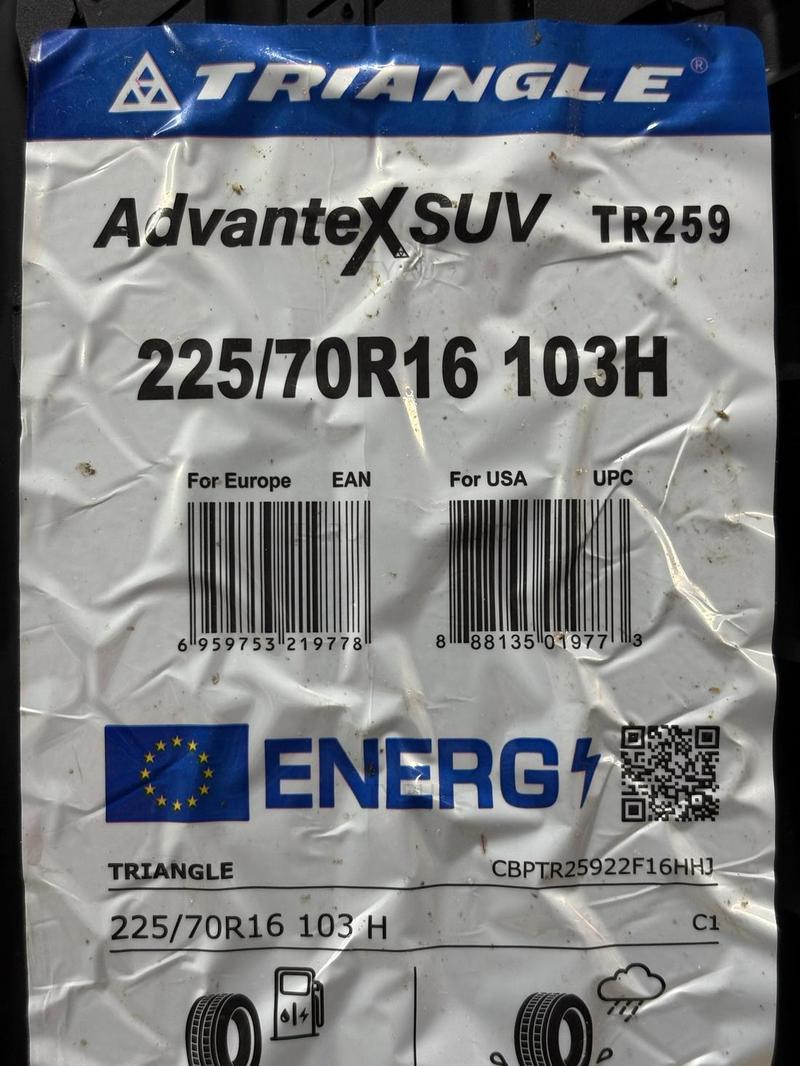 TRIANGLE®
AdvanteX SUV TR259
225/70R16 103H
For Europe EAN For USA UPC
6 959753 219778 8 88135 01977 3
ENERG
TRIANGLE CBPTR25922F16HHJ
225/70R16 103 H C1